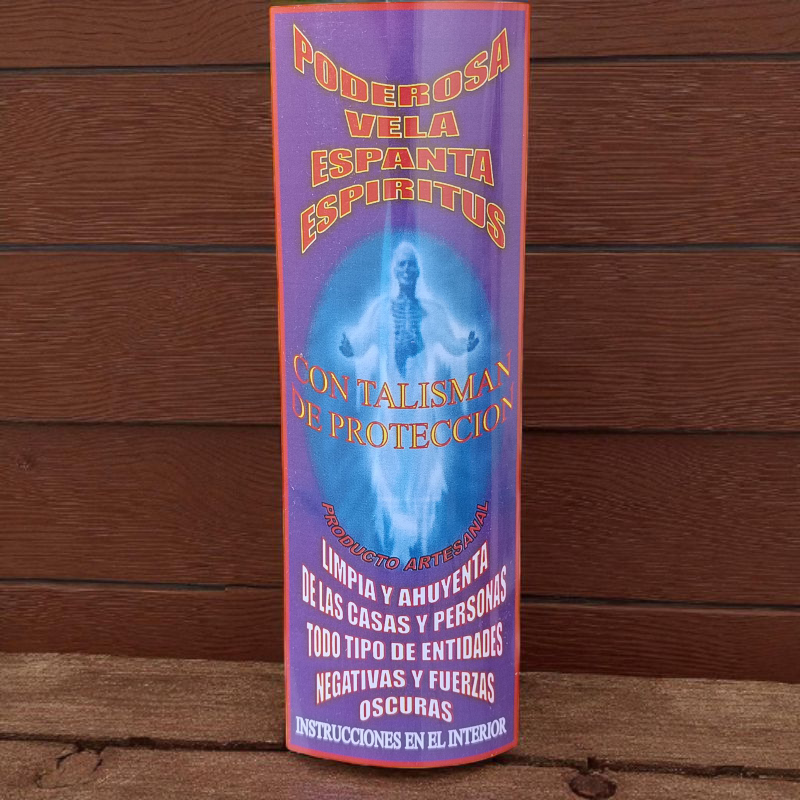 PODEROSA
VELA
ESPANTA
ESPIRITUS
CON TALISMAN
DE PROTECCION
PRODUCTO ARTESANAL
LIMPIA Y AHUYENTA
DE LAS CASAS Y PERSONAS
TODO TIPO DE ENTIDADES
NEGATIVAS Y FUERZAS
OSCURAS
INSTRUCCIONES EN EL INTERIOR